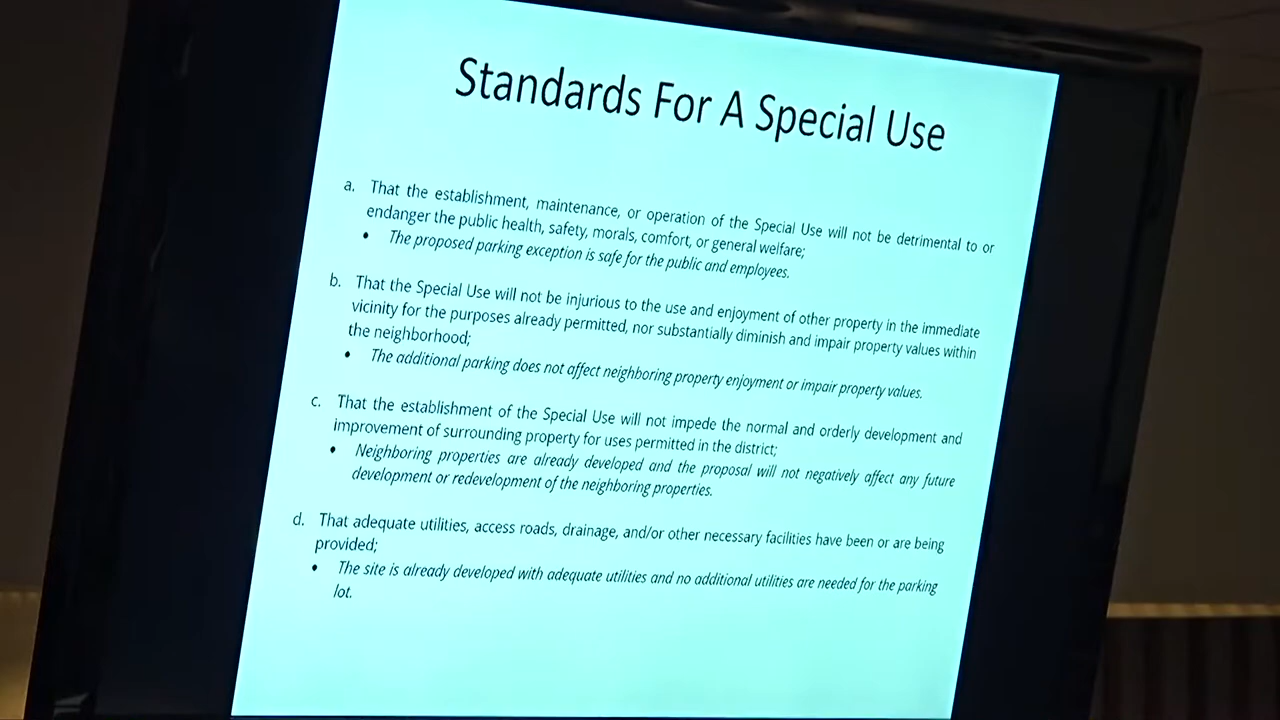 Standards For A Special Use
a. That the establishment, maintenance, or operation of the Special Use will not be detrimental to or
endanger the public health, safety, morals, comfort, or general welfare;
• The proposed parking exception is safe for the public and employees.
b. That the Special Use will not be injurious to the use and enjoyment of other property in the immediate
vicinity for the purposes already permitted, nor substantially diminish and impair property values within
the neighborhood;
• The additional parking does not affect neighboring property enjoyment or impair property values.
c. That the establishment of the Special Use will not impede the normal and orderly development and
improvement of surrounding property for uses permitted in the district;
• Neighboring properties are already developed and the proposal will not negatively affect any future
development or redevelopment of the neighboring properties.
d. That adequate utilities, access roads, drainage, and/or other necessary facilities have been or are being
provided;
• The site is already developed with adequate utilities and no additional utilities are needed for the parking
lot.